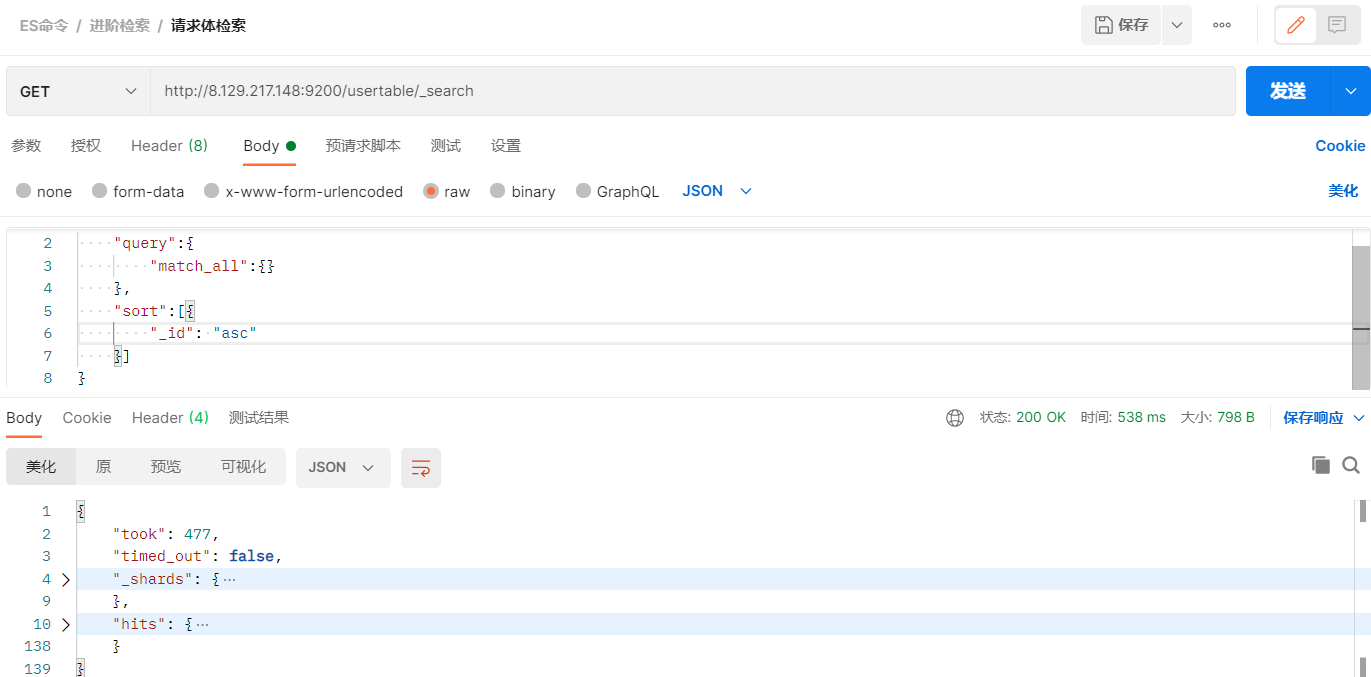 ES命令 / 进阶检索 / 请求体检索 保存
GET http://8.129.217.148:9200/usertable/_search 发送
参数 授权 Header (8) Body 预请求脚本 测试 设置 Cookie
none form-data x-www-form-urlencoded raw binary GraphQL JSON 美化
2 "query":{
3 "match_all":{}
4 },
5 "sort":[{
6 "_id": "asc"
7 }]
8 }
Body Cookie Header (4) 测试结果 状态: 200 OK 时间: 538 ms 大小: 798 B 保存响应
美化 原 预览 可视化 JSON
1 {
2 "took": 477,
3 "timed_out": false,
4 "_shards": {…
9 },
10 "hits": {…
138 }
139 }